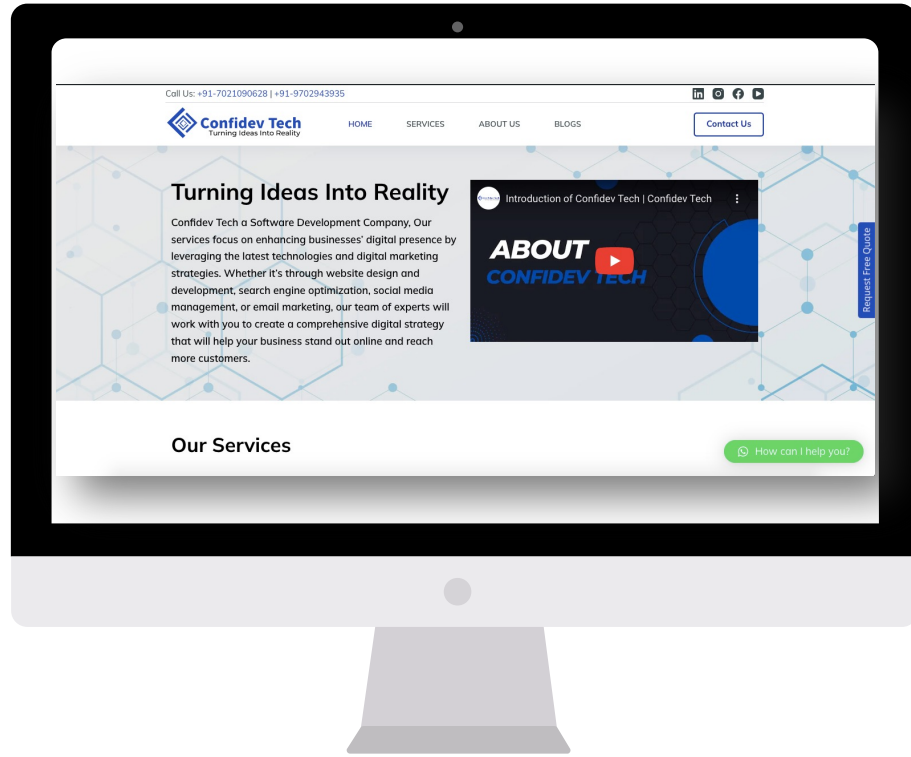 Call Us: +91-7021090628 | +91-9702943935
Confidev Tech
Turning Ideas Into Reality
HOME
SERVICES
ABOUT US
BLOGS
Contact Us
Turning Ideas Into Reality
Confidev Tech a Software Development Company, Our
services focus on enhancing businesses' digital presence by
leveraging the latest technologies and digital marketing
strategies. Whether it's through website design and
development, search engine optimization, social media
management, or email marketing, our team of experts will
work with you to create a comprehensive digital strategy
that will help your business stand out online and reach
more customers.
Introduction of Confidev Tech | Confidev Tech
ABOUT
CONFIDEV TECH
Request Free Quote
Our Services
How can I help you?